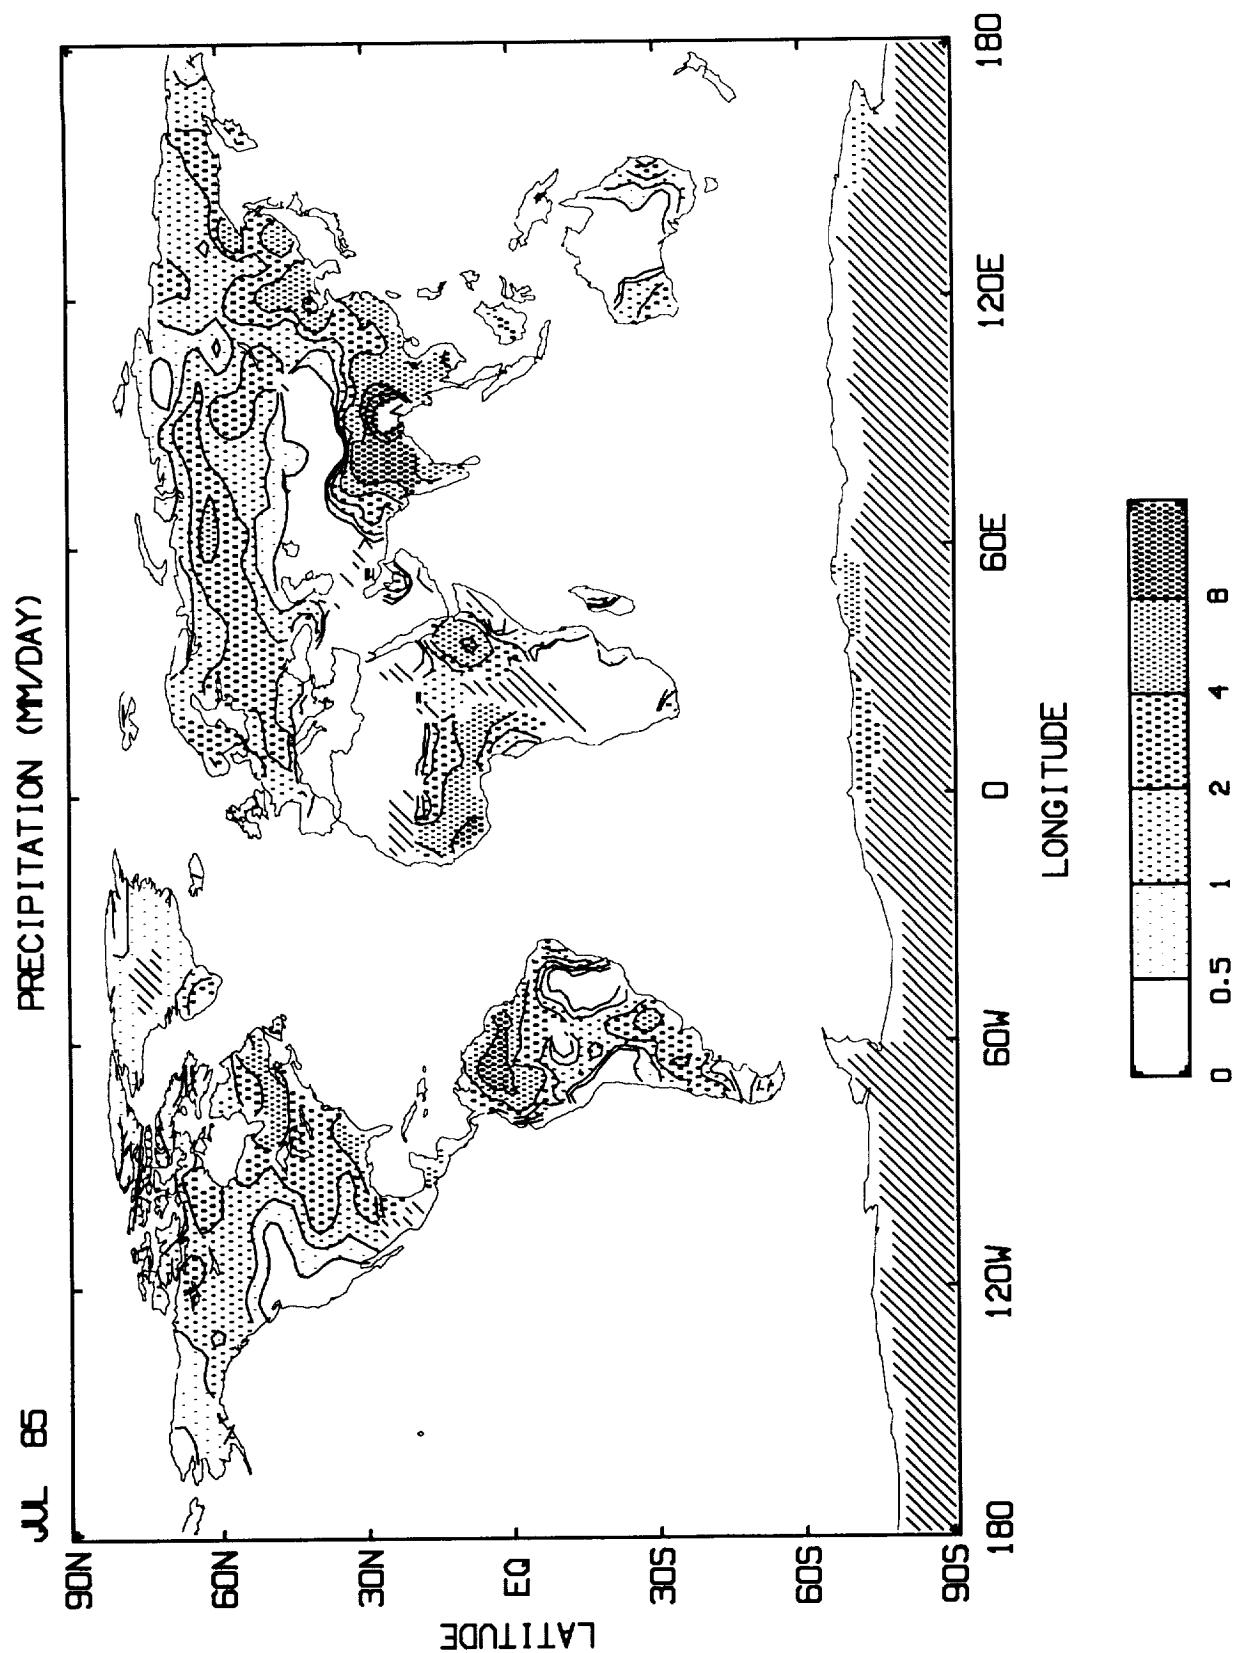 JUL 85
PRECIPITATION (MM/DAY)
90N
60N
30N
EQ
30S
60S
90S
LATITUDE
180 120W 60W 0 60E 120E 180
LONGITUDE
0 0.5 1 2 4 8